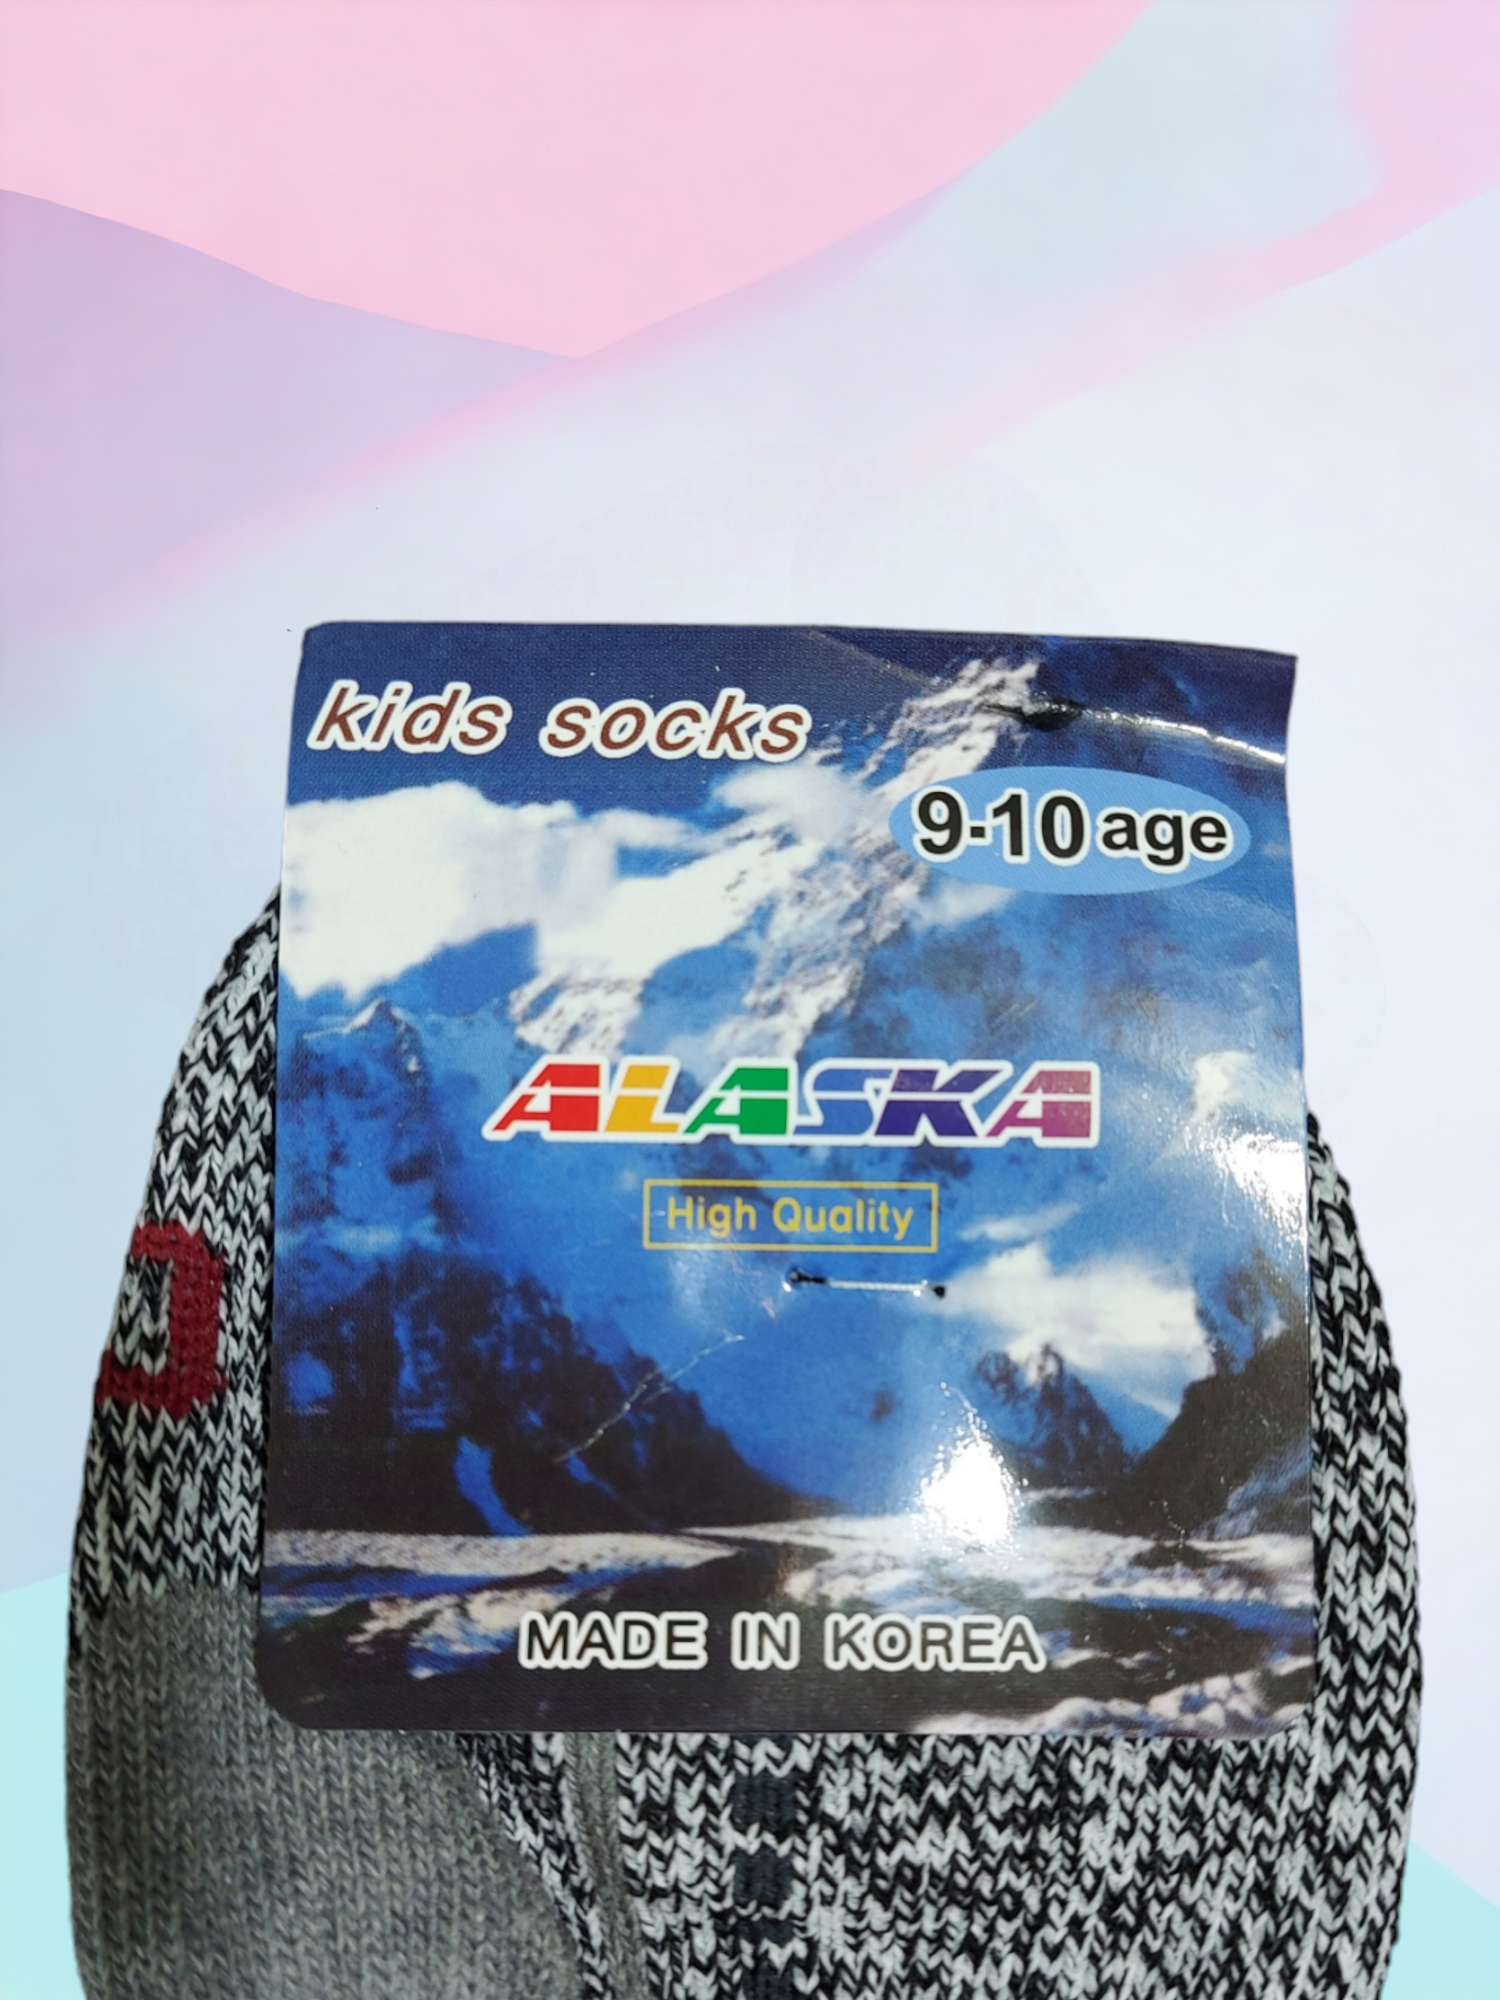 kids socks
9-10 age
ALASKA
High Quality
MADE IN KOREA